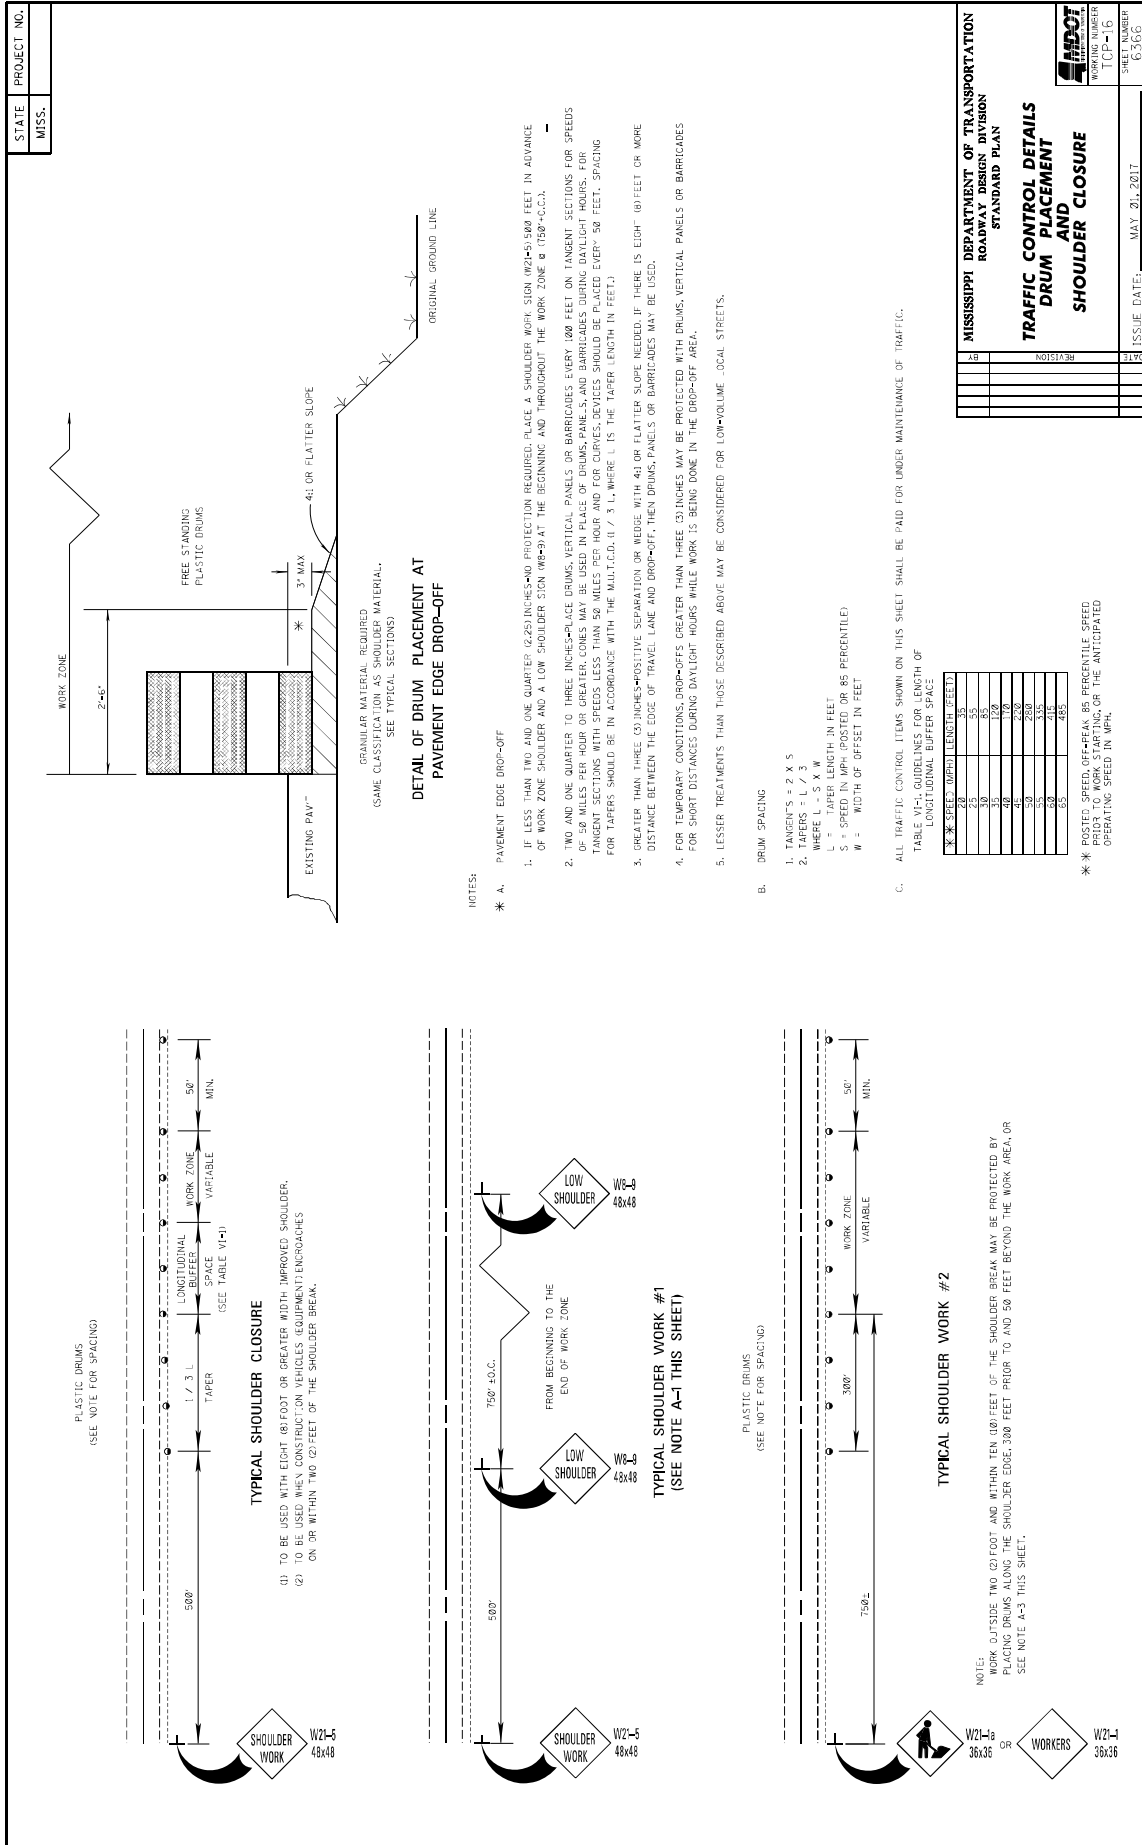 STATE PROJECT NO.
MISS.
PLASTIC DRUMS
(SEE NOTE FOR SPACING)
500'
1 / 3 L
TAPER
LONGITUDINAL
BUFFER
SPACE
(SEE TABLE VI-1)
WORK ZONE
VARIABLE
50'
MIN.
SHOULDER
WORK
W21-5
48x48
TYPICAL SHOULDER CLOSURE
(1) TO BE USED WITH EIGHT (8) FOOT OR GREATER WIDTH IMPROVED SHOULDER.
(2) TO BE USED WHEN CONSTRUCTION VEHICLES (EQUIPMENT) ENCROACHES
ON OR WITHIN TWO (2) FEET OF THE SHOULDER BREAK.
500'
750' ±O.C.
FROM BEGINNING TO THE
END OF WORK ZONE
SHOULDER
WORK
W21-5
48x48
LOW
SHOULDER
W8-9
48x48
LOW
SHOULDER
W8-9
48x48
TYPICAL SHOULDER WORK #1
(SEE NOTE A-1 THIS SHEET)
PLASTIC DRUMS
(SEE NOTE FOR SPACING)
300'
WORK ZONE
VARIABLE
50'
MIN.
750±
W21-1a
36x36
OR
WORKERS
W21-1
36x36
TYPICAL SHOULDER WORK #2
NOTE:
WORK OUTSIDE TWO (2) FOOT AND WITHIN TEN (10) FEET OF THE SHOULDER BREAK MAY BE PROTECTED BY
PLACING DRUMS ALONG THE SHOULDER EDGE, 300 FEET PRIOR TO AND 50 FEET BEYOND THE WORK AREA, OR
SEE NOTE A-3 THIS SHEET.
WORK ZONE
2'-6"
FREE STANDING
PLASTIC DRUMS
* 3" MAX
4:1 OR FLATTER SLOPE
EXISTING PAV'T
ORIGINAL GROUND LINE
GRANULAR MATERIAL REQUIRED
(SAME CLASSIFICATION AS SHOULDER MATERIAL.
SEE TYPICAL SECTIONS)
DETAIL OF DRUM PLACEMENT AT
PAVEMENT EDGE DROP-OFF
NOTES:
* A. PAVEMENT EDGE DROP-OFF
1. IF LESS THAN TWO AND ONE QUARTER (2.25) INCHES-NO PROTECTION REQUIRED. PLACE A SHOULDER WORK SIGN (W21-5) 500 FEET IN ADVANCE
OF WORK ZONE SHOULDER AND A LOW SHOULDER SIGN (W8-9) AT THE BEGINNING AND THROUGHOUT THE WORK ZONE @ (750'+O.C.).
2. TWO AND ONE QUARTER TO THREE INCHES-PLACE DRUMS, VERTICAL PANELS OR BARRICADES EVERY 100 FEET ON TANGENT SECTIONS FOR SPEEDS
OF 50 MILES PER HOUR OR GREATER. CONES MAY BE USED IN PLACE OF DRUMS, PANELS, AND BARRICADES DURING DAYLIGHT HOURS. FOR
TANGENT SECTIONS WITH SPEEDS LESS THAN 50 MILES PER HOUR AND FOR CURVES, DEVICES SHOULD BE PLACED EVERY 50 FEET. SPACING
FOR TAPERS SHOULD BE IN ACCORDANCE WITH THE M.U.T.C.D. (1 / 3 L, WHERE L IS THE TAPER LENGTH IN FEET.)
3. GREATER THAN THREE (3) INCHES-POSITIVE SEPARATION OR WEDGE WITH 4:1 OR FLATTER SLOPE NEEDED. IF THERE IS EIGHT (8) FEET OR MORE
DISTANCE BETWEEN THE EDGE OF TRAVEL LANE AND DROP-OFF, THEN DRUMS, PANELS OR BARRICADES MAY BE USED.
4. FOR TEMPORARY CONDITIONS, DROP-OFFS GREATER THAN THREE (3) INCHES MAY BE PROTECTED WITH DRUMS, VERTICAL PANELS OR BARRICADES
FOR SHORT DISTANCES DURING DAYLIGHT HOURS WHILE WORK IS BEING DONE IN THE DROP-OFF AREA.
5. LESSER TREATMENTS THAN THOSE DESCRIBED ABOVE MAY BE CONSIDERED FOR LOW-VOLUME LOCAL STREETS.
B. DRUM SPACING
1. TANGENTS = 2 X S
2. TAPERS = L / 3
WHERE L = S X W
L = TAPER LENGTH IN FEET
S = SPEED IN MPH (POSTED OR 85 PERCENTILE)
W = WIDTH OF OFFSET IN FEET
C. ALL TRAFFIC CONTROL ITEMS SHOWN ON THIS SHEET SHALL BE PAID FOR UNDER MAINTENANCE OF TRAFFIC.
TABLE VI-1. GUIDELINES FOR LENGTH OF
LONGITUDINAL BUFFER SPACE
** SPEED (MPH) LENGTH (FEET)
20 35
25 55
30 85
35 120
40 170
45 220
50 280
55 335
60 415
65 485
** POSTED SPEED, OFF-PEAK 85 PERCENTILE SPEED
PRIOR TO WORK STARTING, OR THE ANTICIPATED
OPERATING SPEED IN MPH.
BY
REVISION
DATE
MISSISSIPPI DEPARTMENT OF TRANSPORTATION
ROADWAY DESIGN DIVISION
STANDARD PLAN
TRAFFIC CONTROL DETAILS
DRUM PLACEMENT
AND
SHOULDER CLOSURE
MDOT
WORKING NUMBER
TCP-16
SHEET NUMBER
6366
ISSUE DATE: MAY 01, 2017